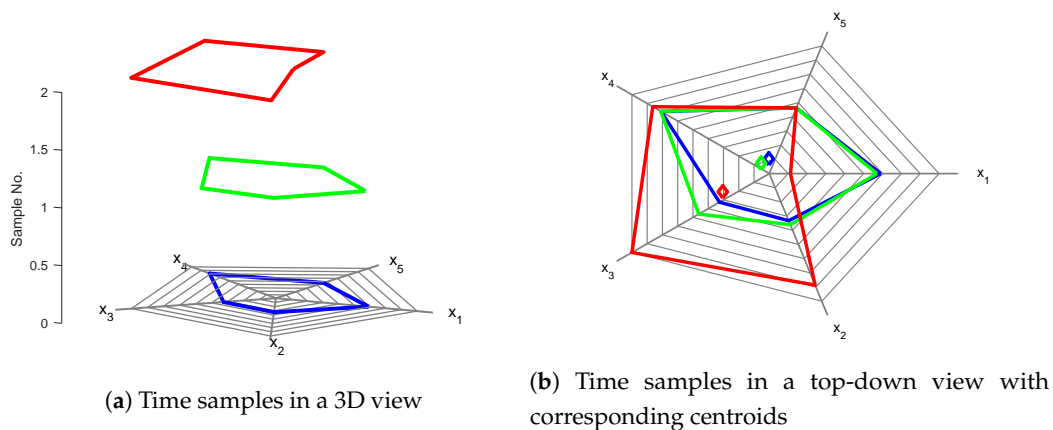 Sample No.
2
1.5
1
0.5
0
x4
x5
x3
x1
x2
(a) Time samples in a 3D view
x5
x4
x1
x3
x2
(b) Time samples in a top-down view with
corresponding centroids